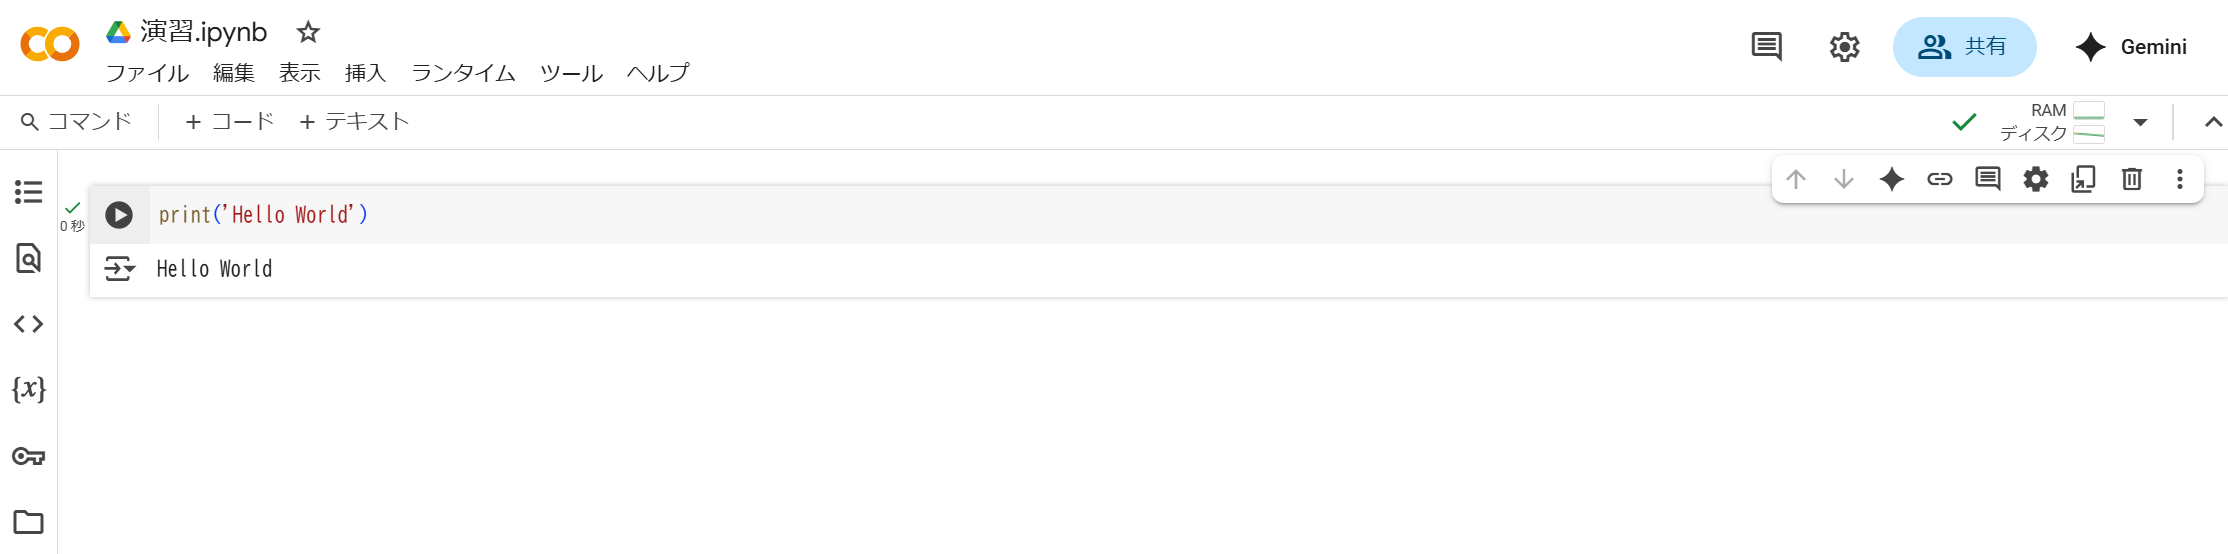 演習.ipynb
ファイル 編集 表示 挿入 ランタイム ツール ヘルプ
共有
Gemini
コマンド + コード + テキスト
RAM
ディスク
0 秒
print('Hello World')
Hello World
{x}